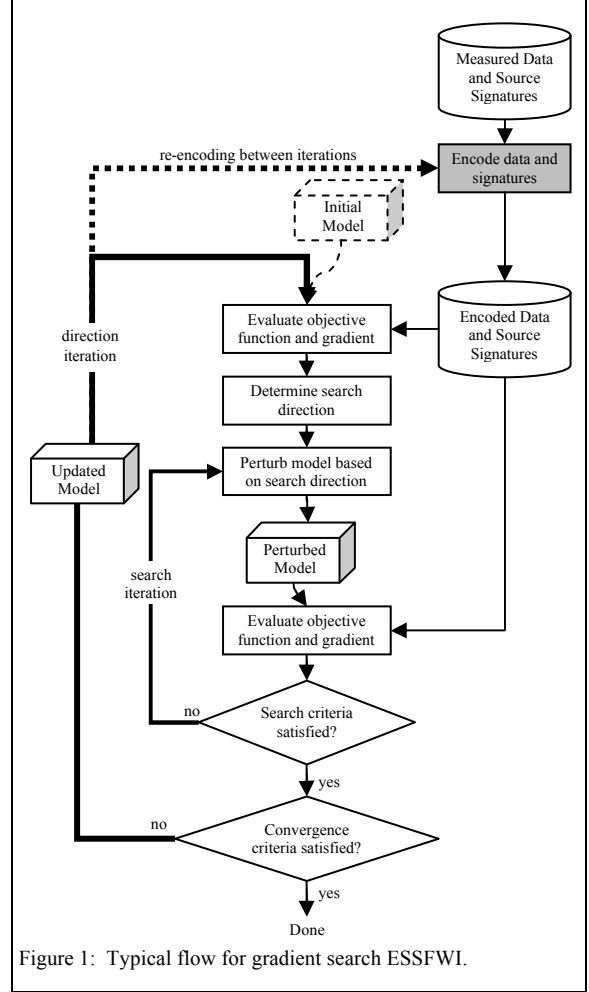 Measured Data
and Source
Signatures
re-encoding between iterations
Encode data and
signatures
Initial
Model
Evaluate objective
function and gradient
Encoded Data
and Source
Signatures
direction
iteration
Determine search
direction
Updated
Model
Perturb model based
on search direction
Perturbed
Model
search
iteration
Evaluate objective
function and gradient
no
Search criteria
satisfied?
yes
no
Convergence
criteria satisfied?
yes
Done
Figure 1: Typical flow for gradient search ESSFWI.